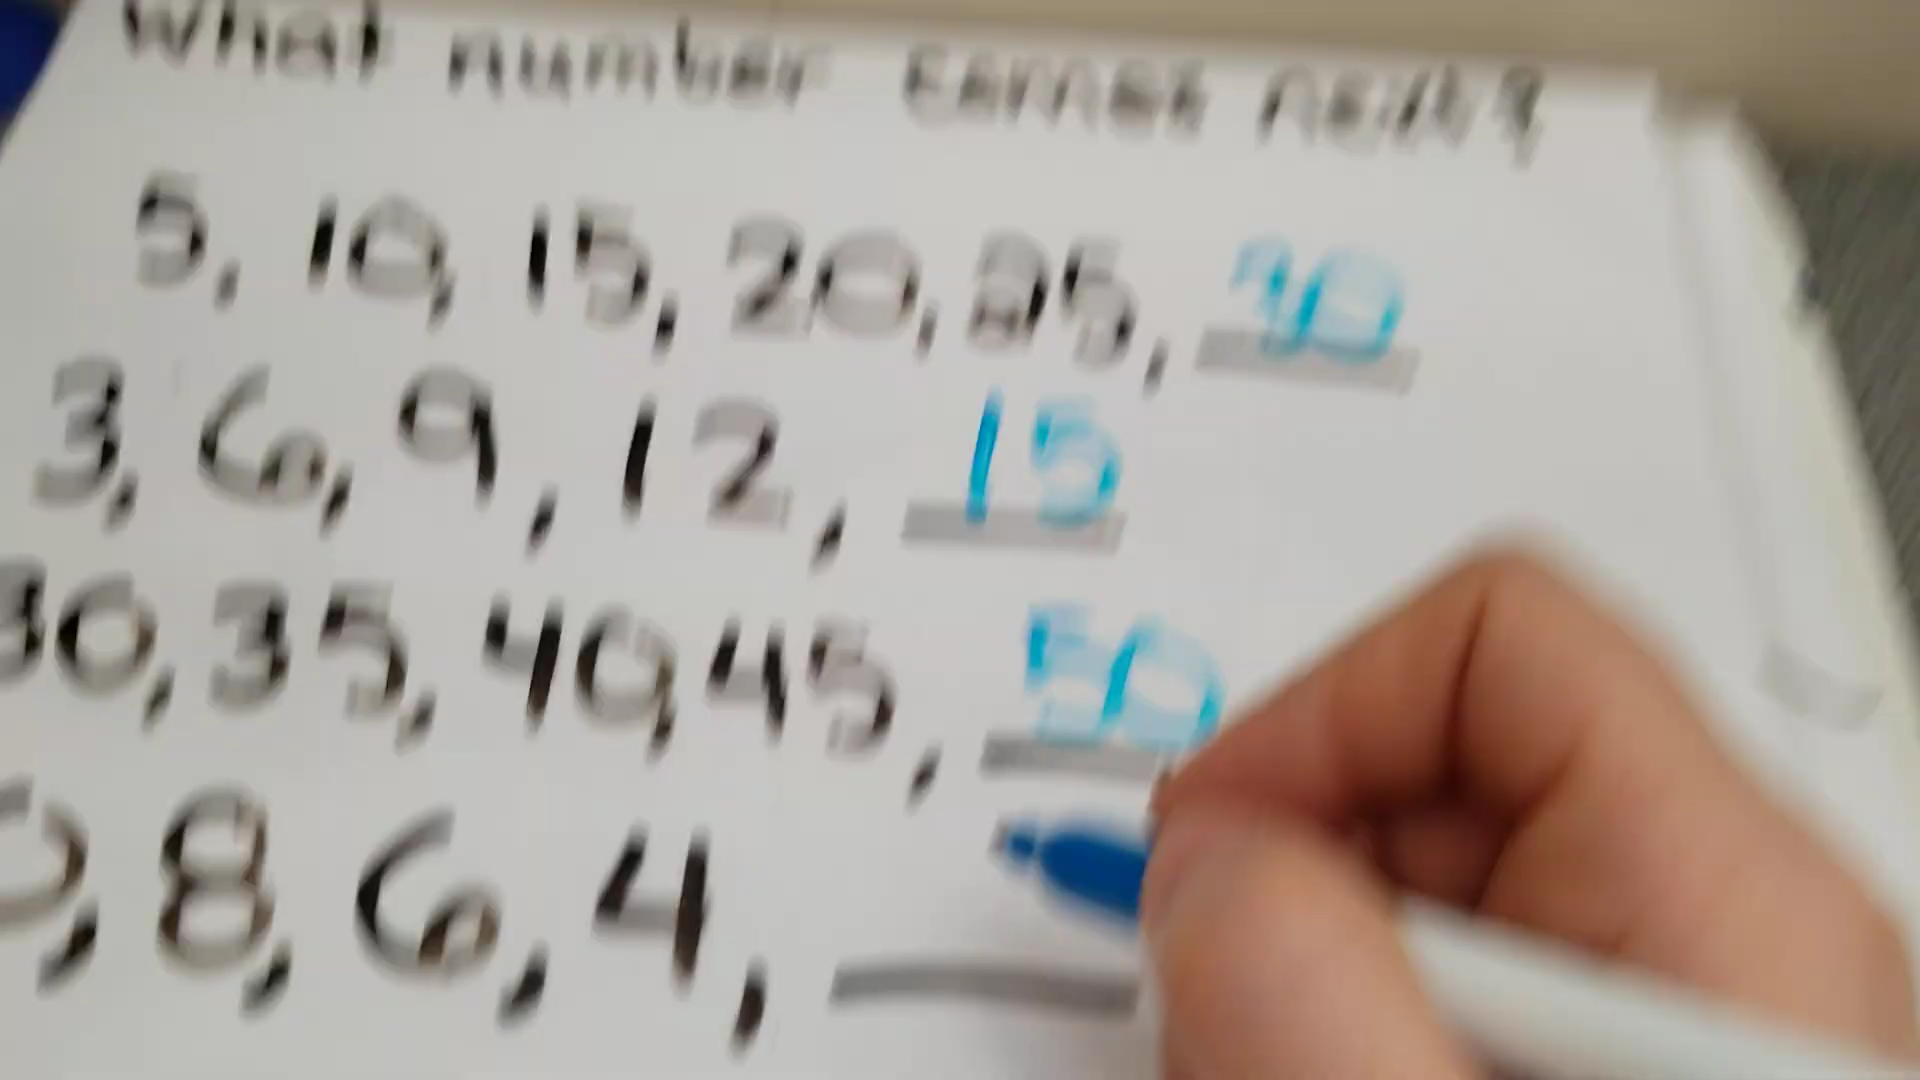 What number comes next?
5, 10, 15, 20, 25, 30
3, 6, 9, 12, 15
30, 35, 40, 45, 50
0, 8, 6, 4,